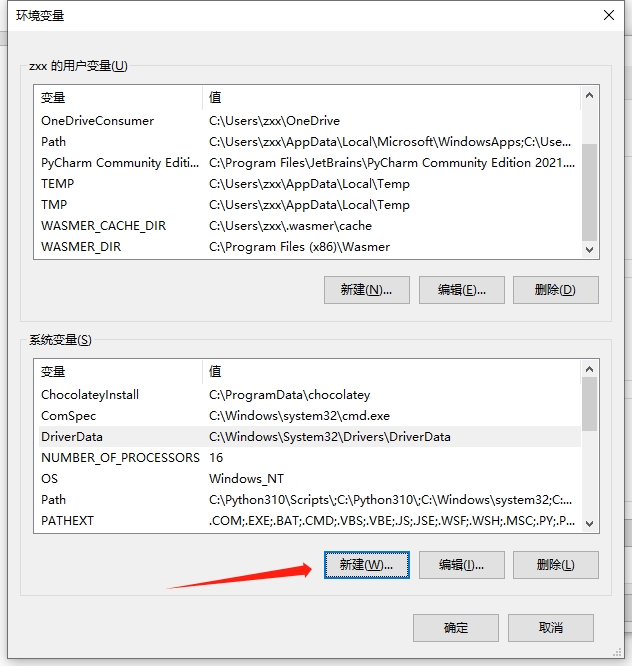 环境变量
zxx 的用户变量(U)
变量 值
OneDriveConsumer C:\Users\zxx\OneDrive
Path C:\Users\zxx\AppData\Local\Microsoft\WindowsApps;C:\Use...
PyCharm Community Editi... C:\Program Files\JetBrains\PyCharm Community Edition 2021....
TEMP C:\Users\zxx\AppData\Local\Temp
TMP C:\Users\zxx\AppData\Local\Temp
WASMER_CACHE_DIR C:\Users\zxx\.wasmer\cache
WASMER_DIR C:\Program Files (x86)\Wasmer
新建(N)... 编辑(E)... 删除(D)
系统变量(S)
变量 值
ChocolateyInstall C:\ProgramData\chocolatey
ComSpec C:\Windows\system32\cmd.exe
DriverData C:\Windows\System32\Drivers\DriverData
NUMBER_OF_PROCESSORS 16
OS Windows_NT
Path C:\Python310\Scripts\;C:\Python310\;C:\Windows\system32;C:...
PATHEXT .COM;.EXE;.BAT;.CMD;.VBS;.VBE;.JS;.JSE;.WSF;.WSH;.MSC;.PY;.P...
新建(W)... 编辑(I)... 删除(L)
确定 取消